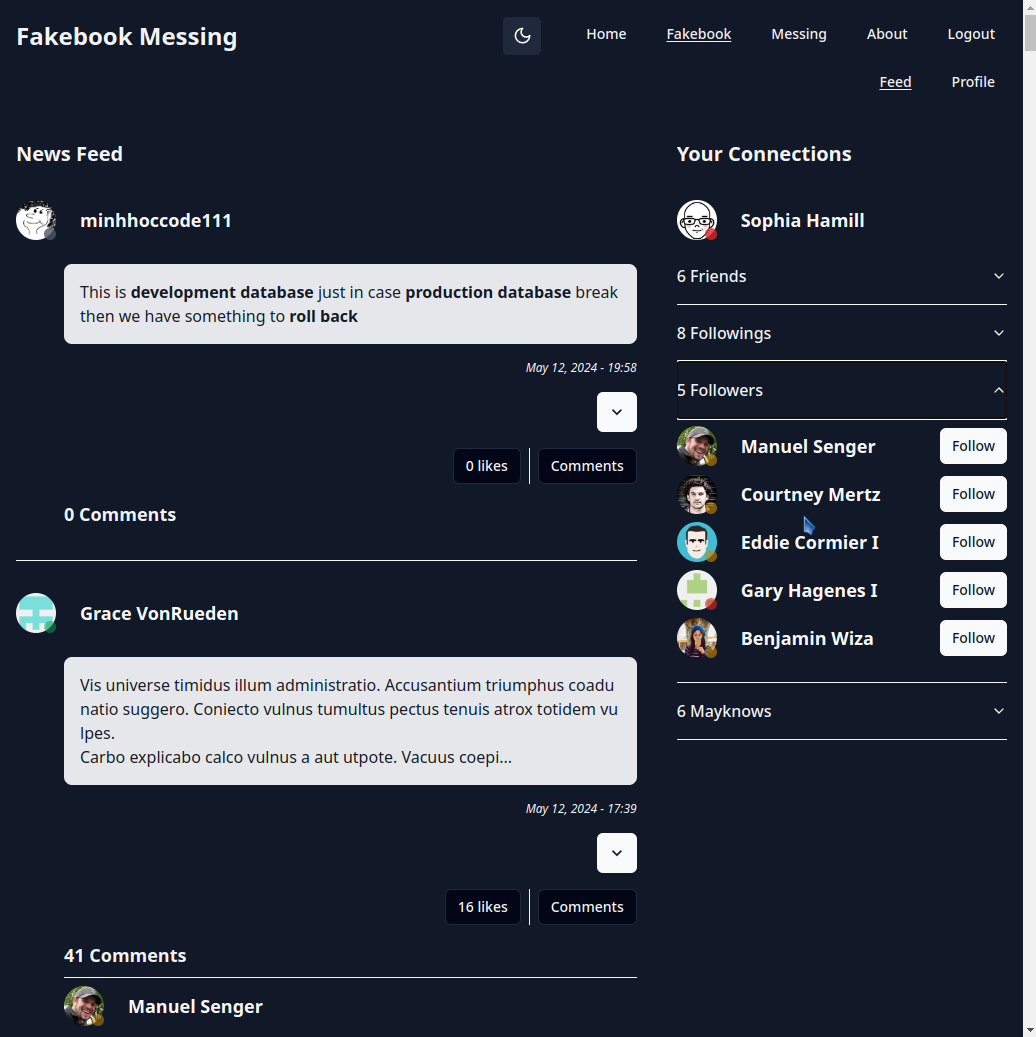 Fakebook Messing
Home Fakebook Messing About Logout
Feed Profile
News Feed
minhhoccode111
This is development database just in case production database break
then we have something to roll back
May 12, 2024 - 19:58
0 likes Comments
0 Comments
Grace VonRueden
Vis universe timidus illum administratio. Accusantium triumphus coadu
natio suggero. Coniecto vulnus tumultus pectus tenuis atrox totidem vu
lpes.
Carbo explicabo calco vulnus a aut utpote. Vacuus coepi...
May 12, 2024 - 17:39
16 likes Comments
41 Comments
Manuel Senger
Your Connections
Sophia Hamill
6 Friends
8 Followings
5 Followers
Manuel Senger Follow
Courtney Mertz Follow
Eddie Cormier I Follow
Gary Hagenes I Follow
Benjamin Wiza Follow
6 Mayknows